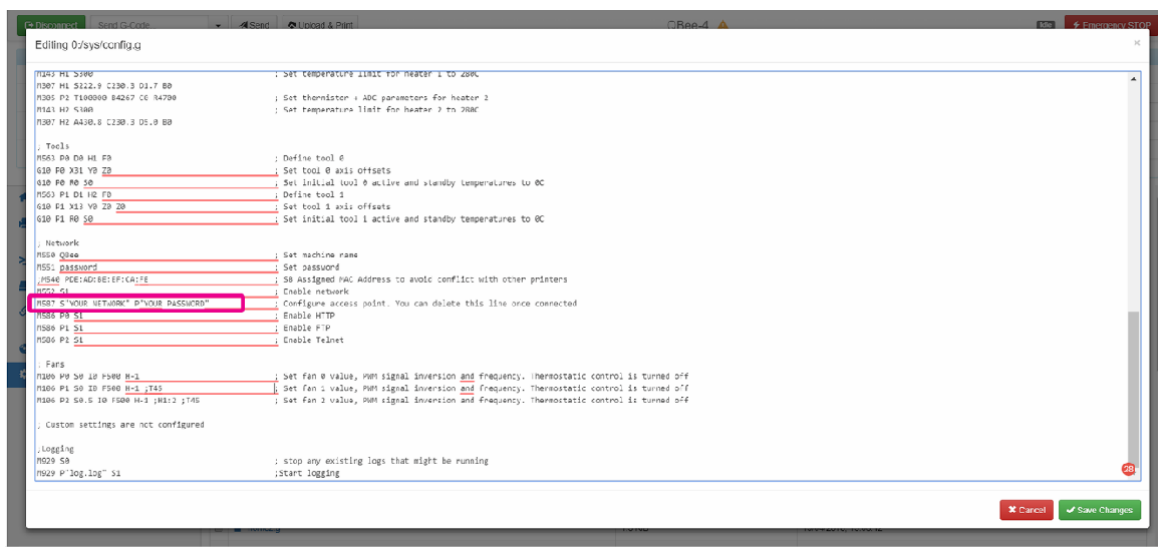 Disconnect Send G-Code... Send Upload & Print QBee-4 Idle Emergency STOP
Editing 0:/sys/config.g ×
M143 H1 S300 ; Set temperature limit for heater 1 to 280C
M307 H1 S222.9 C230.3 D1.7 B0
M305 P2 T100000 B4267 C0 R4700 ; Set thermistor + ADC parameters for heater 2
M143 H2 S300 ; Set temperature limit for heater 2 to 280C
M307 H2 A430.8 C230.3 D5.0 B0
; Tools
M563 P0 D0 H1 F0 ; Define tool 0
G10 P0 X31 Y0 Z0 ; Set tool 0 axis offsets
G10 P0 R0 S0 ; Set initial tool 0 active and standby temperatures to 0C
M563 P1 D1 H2 F0 ; Define tool 1
G10 P1 X13 Y0 Z0 Z0 ; Set tool 1 axis offsets
G10 P1 R0 S0 ; Set initial tool 1 active and standby temperatures to 0C
; Network
M550 QBee ; Set machine name
M551 password ; Set password
;M540 PDE:AD:BE:EF:CA:FE ; SB Assigned MAC Address to avoid conflict with other printers
M552 S1 ; Enable network
M587 S"YOUR NETWORK" P"YOUR PASSWORD" ; Configure access point. You can delete this line once connected
M586 P0 S1 ; Enable HTTP
M586 P1 S1 ; Enable FTP
M586 P2 S1 ; Enable Telnet
; Fans
M106 P0 S0 I0 F500 H-1 ; Set fan 0 value, PWM signal inversion and frequency. Thermostatic control is turned off
M106 P1 S0 I0 F500 H-1 ;T45 ; Set fan 1 value, PWM signal inversion and frequency. Thermostatic control is turned off
M106 P2 S0.5 I0 F500 H-1 ;H1:2 ;T45 ; Set fan 2 value, PWM signal inversion and frequency. Thermostatic control is turned off
; Custom settings are not configured
;Logging
M929 S0 ; stop any existing logs that might be running
M929 P"log.log" S1 ;Start logging
28
Cancel Save Changes